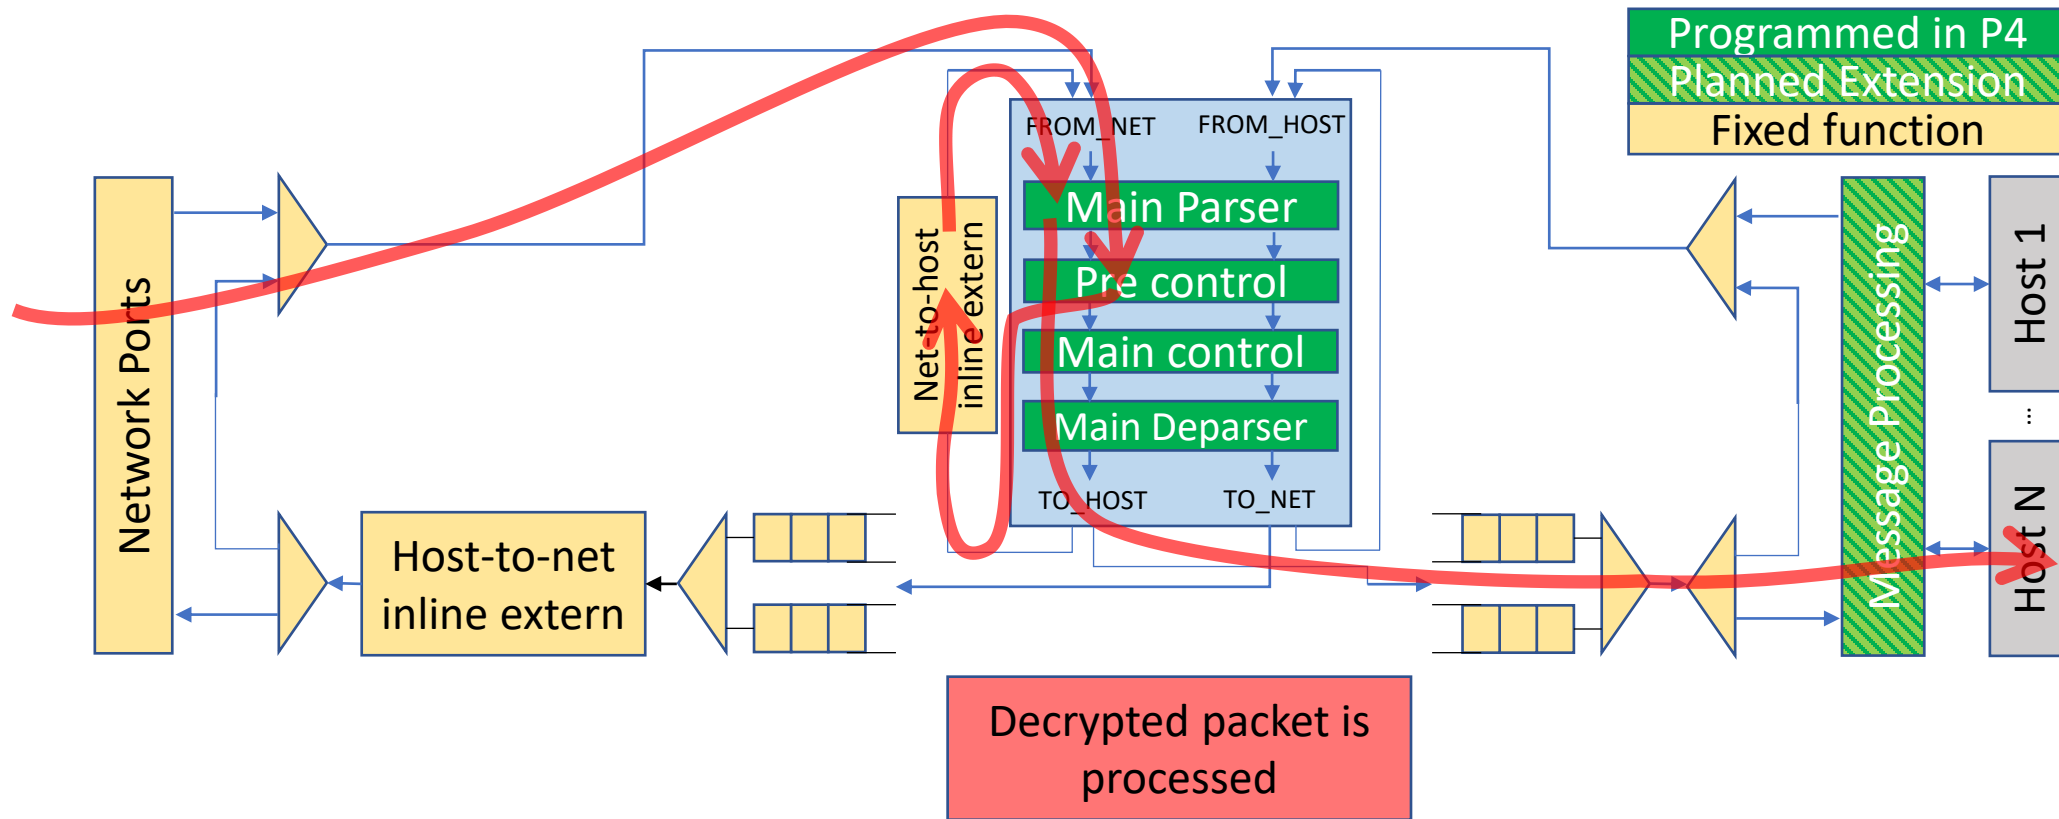 Programmed in P4
Planned Extension
Fixed function
FROM_NET
FROM_HOST
Main Parser
Pre control
Main control
Main Deparser
TO_HOST
TO_NET
Network Ports
Net-to-host
inline extern
Host-to-net
inline extern
Message Processing
Host 1
...
Host N
Decrypted packet is
processed